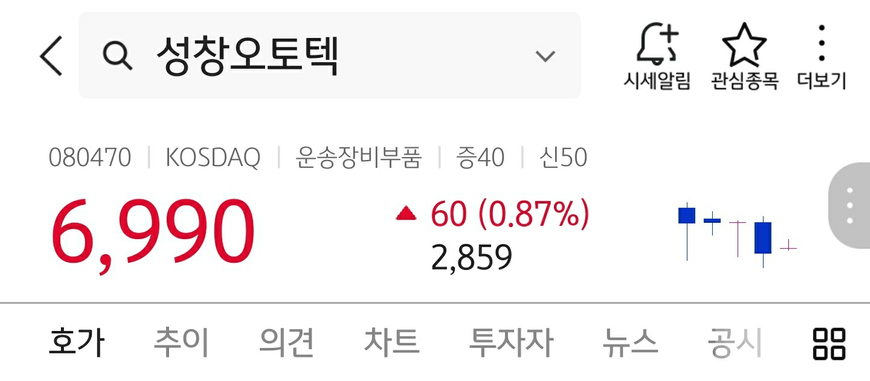 성창오토텍
시세알림 관심종목 더보기
080470 | KOSDAQ | 운송장비부품 | 증40 | 신50
6,990 ▲ 60 (0.87%)
2,859
호가 추이 의견 차트 투자자 뉴스 공시